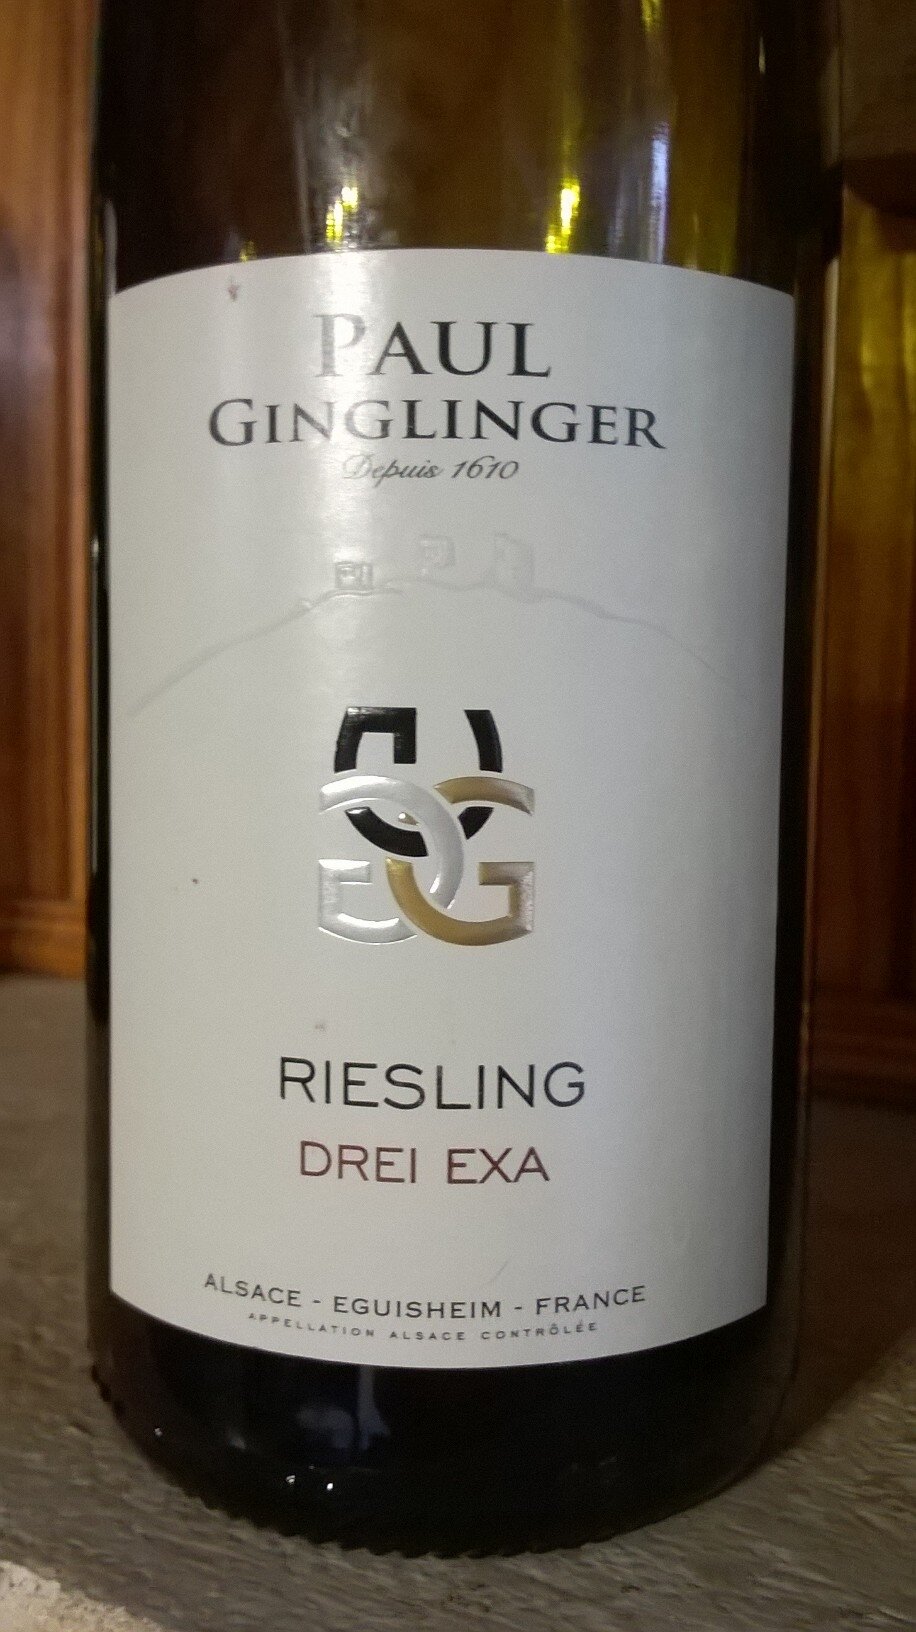 PAUL
GINGLINGER
Depuis 1610
RIESLING
DREI EXA
ALSACE - EGUISHEIM - FRANCE
APPELLATION ALSACE CONTRÔLÉE